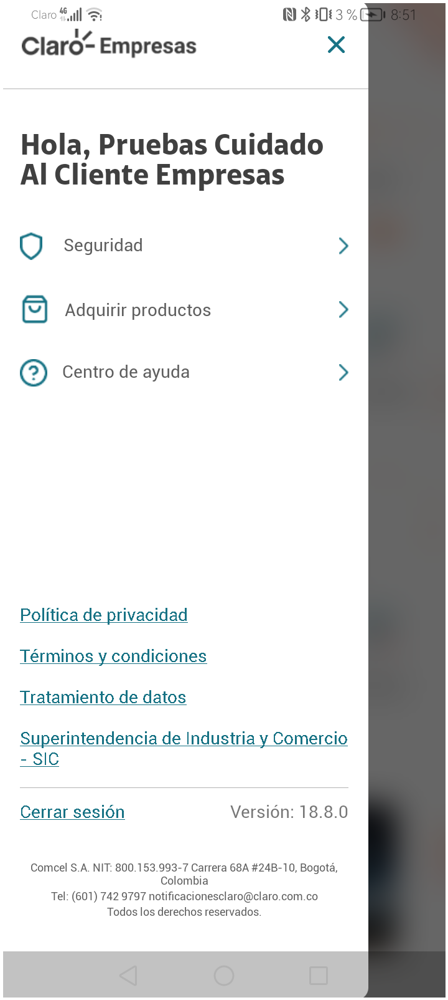 Claro 4G 3 % 8:51
Claro Empresas
Hola, Pruebas Cuidado
Al Cliente Empresas
Seguridad
Adquirir productos
Centro de ayuda
Política de privacidad
Términos y condiciones
Tratamiento de datos
Superintendencia de Industria y Comercio
- SIC
Cerrar sesión Versión: 18.8.0
Comcel S.A. NIT: 800.153.993-7 Carrera 68A #24B-10, Bogotá,
Colombia
Tel: (601) 742 9797 notificacionesclaro@claro.com.co
Todos los derechos reservados.